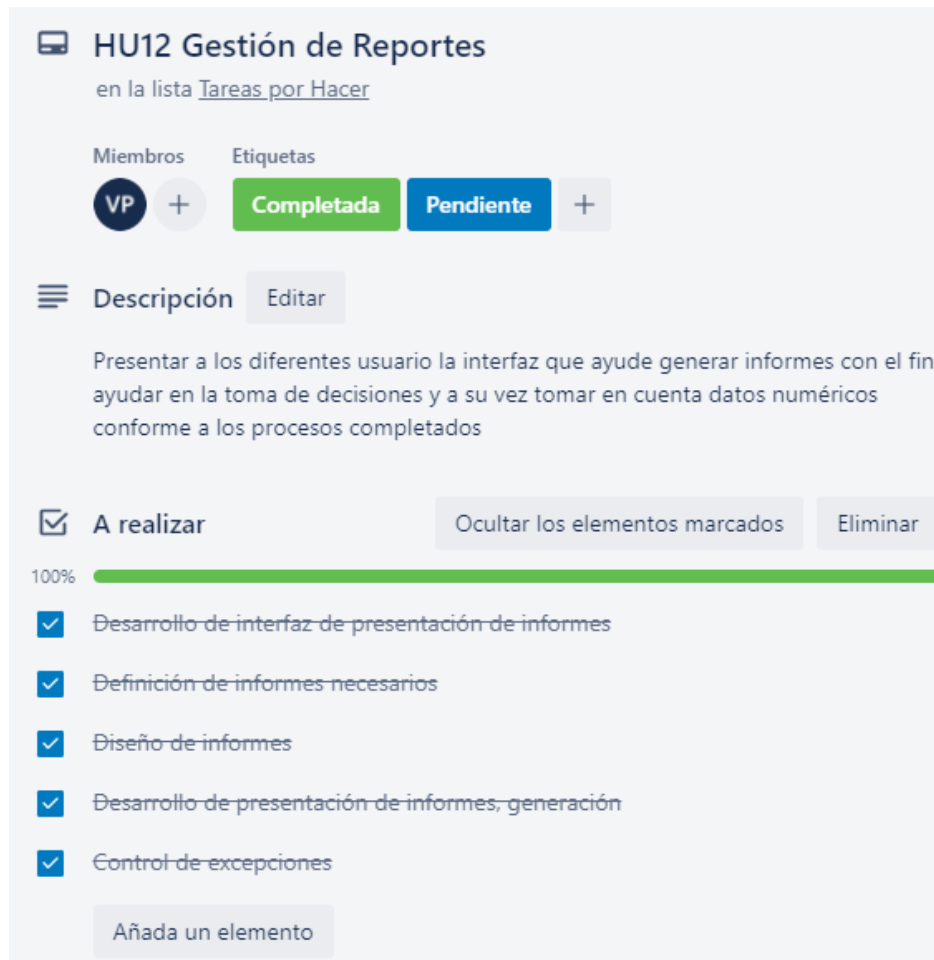 HU12 Gestión de Reportes
en la lista Tareas por Hacer
Miembros Etiquetas
VP + Completada Pendiente +
Descripción Editar
Presentar a los diferentes usuario la interfaz que ayude generar informes con el fin
ayudar en la toma de decisiones y a su vez tomar en cuenta datos numéricos
conforme a los procesos completados
A realizar Ocultar los elementos marcados Eliminar
100%
Desarrollo de interfaz de presentación de informes
Definición de informes necesarios
Diseño de informes
Desarrollo de presentación de informes, generación
Control de excepciones
Añada un elemento